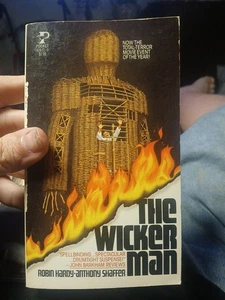 POCKET
NOW THE
TOTAL-TERROR
MOVIE EVENT
OF THE YEAR!
THE
WICKER
MAN
"SPELLBINDING... SPECTACULAR
SUSPENSE!"
—JOHN BARKHAM REVIEWS
ROBIN HARDY-ANTHONY SHAFFER